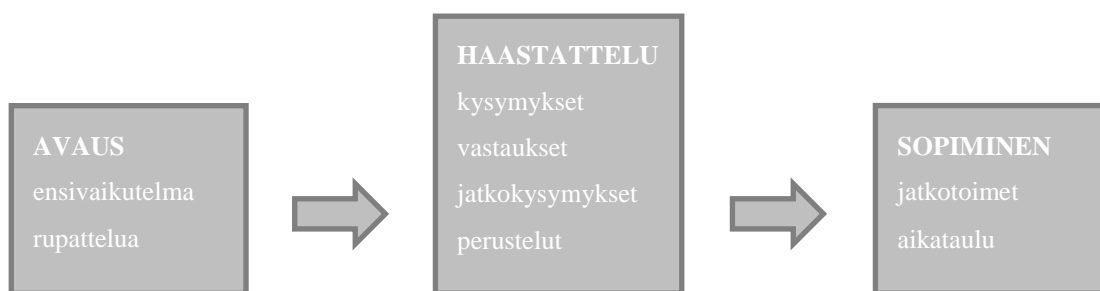 AVAUS
ensivaikutelma
rupattelua
HAASTATTELU
kysymykset
vastaukset
jatkokysymykset
perustelut
SOPIMINEN
jatkotoimet
aikataulu